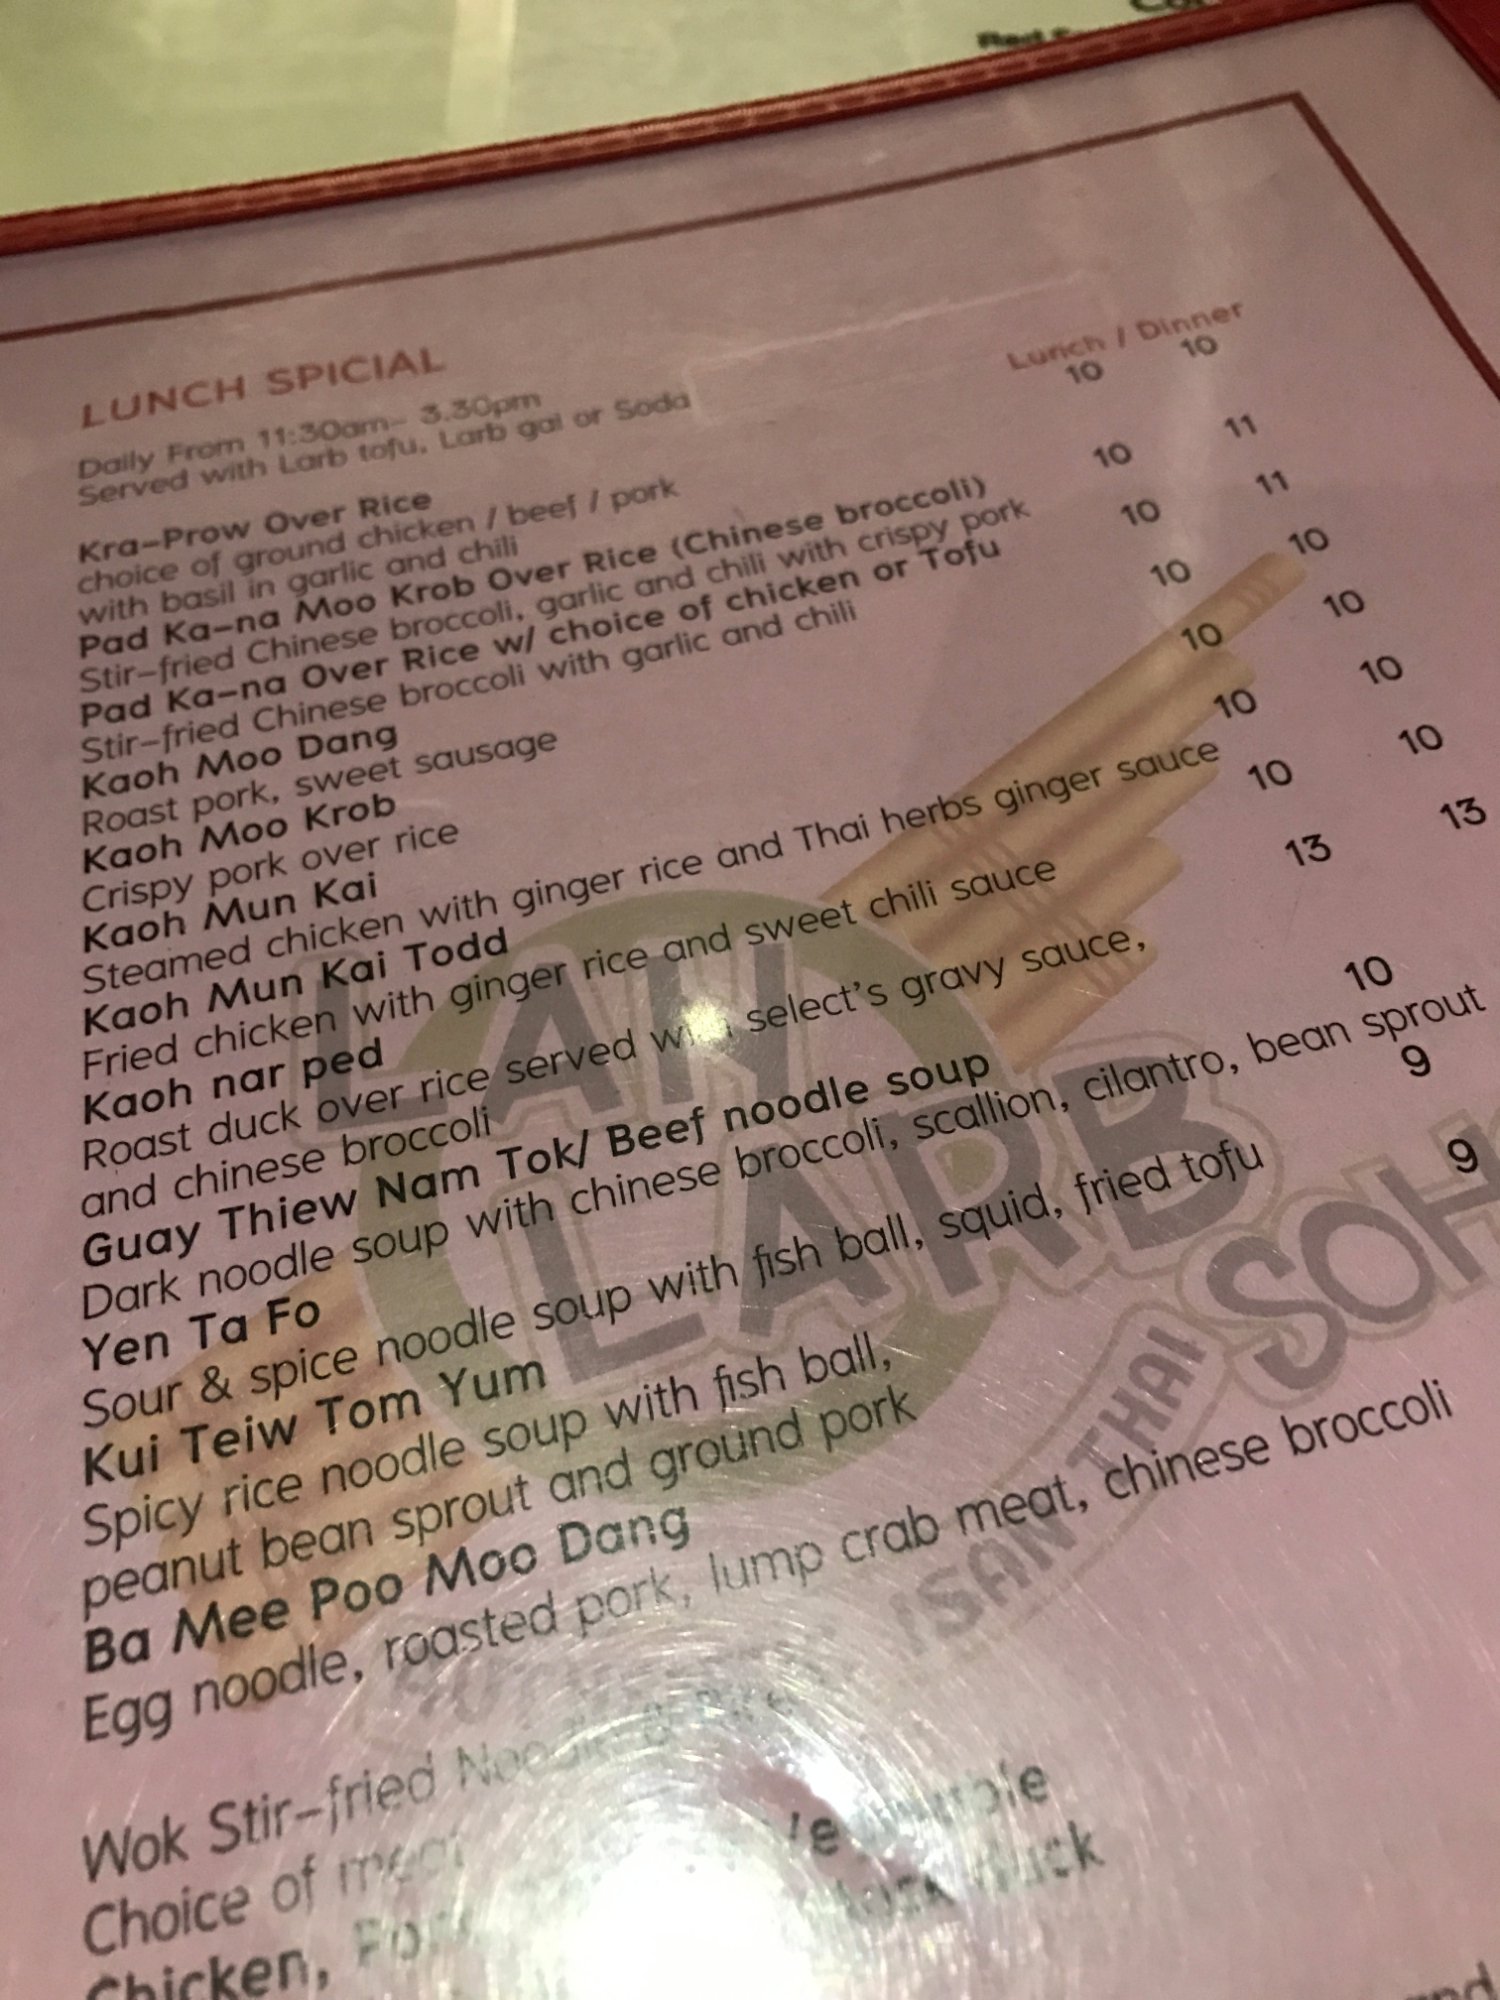 LUNCH SPICIAL
Daily From 11:30am- 3.30pm
Served with Larb tofu, Larb gai or Soda
Lunch / Dinner
Kra-Prow Over Rice 10 10
choice of ground chicken / beef / pork
with basil in garlic and chili
Pad Ka-na Moo Krob Over Rice (Chinese broccoli) 10 11
Stir-fried Chinese broccoli, garlic and chili with crispy pork
Pad Ka-na Over Rice w/ choice of chicken or Tofu 10 11
Stir-fried Chinese broccoli with garlic and chili
Kaoh Moo Dang 10 10
Roast pork, sweet sausage
Kaoh Moo Krob 10 10
Crispy pork over rice
Kaoh Mun Kai 10 10
Steamed chicken with ginger rice and Thai herbs ginger sauce
Kaoh Mun Kai Todd 10 10
Fried chicken with ginger rice and sweet chili sauce
Kaoh nar ped 13 13
Roast duck over rice served with select's gravy sauce,
and chinese broccoli
Guay Thiew Nam Tok/ Beef noodle soup 10
Dark noodle soup with chinese broccoli, scallion, cilantro, bean sprout
Yen Ta Fo 9
Sour & spice noodle soup with fish ball, squid, fried tofu
Kui Teiw Tom Yum 9
Spicy rice noodle soup with fish ball,
peanut bean sprout and ground pork
Ba Mee Poo Moo Dang
Egg noodle, roasted pork, lump crab meat, chinese broccoli
Wok Stir-fried
Choice of
Chicken,
LAH
LARB
SOH
ISAN THAI